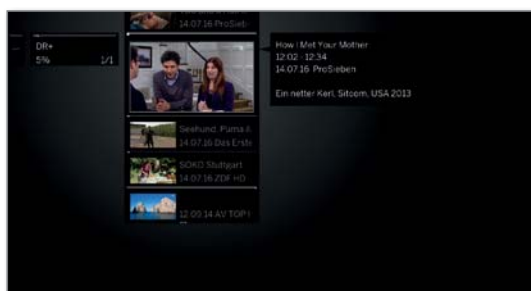 14.07.16 ProSieb
DR+
5% 1/1
How I Met Your Mother
12:02 - 12:34
14.07.16 ProSieben
Ein netter Kerl, Sitcom, USA 2013
Seehund, Puma &
14.07.16 Das Erste
SOKO Stuttgart
14.07.16 ZDF HD
12:09:14 AV TOP